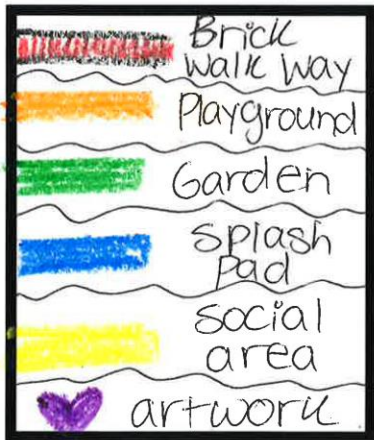 Brick
walk way
Playground
Garden
splash
pad
social
area
artwork